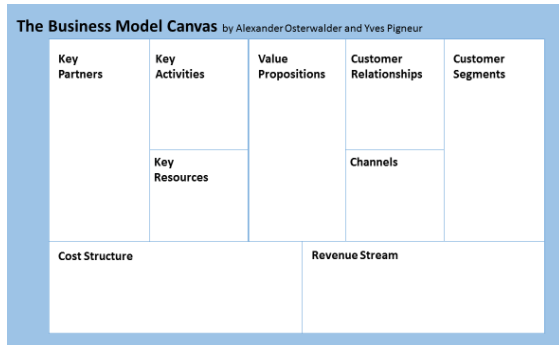 The Business Model Canvas by Alexander Osterwalder and Yves Pigneur
Key
Partners
Key
Activities
Value
Propositions
Customer
Relationships
Customer
Segments
Key
Resources
Channels
Cost Structure
Revenue Stream